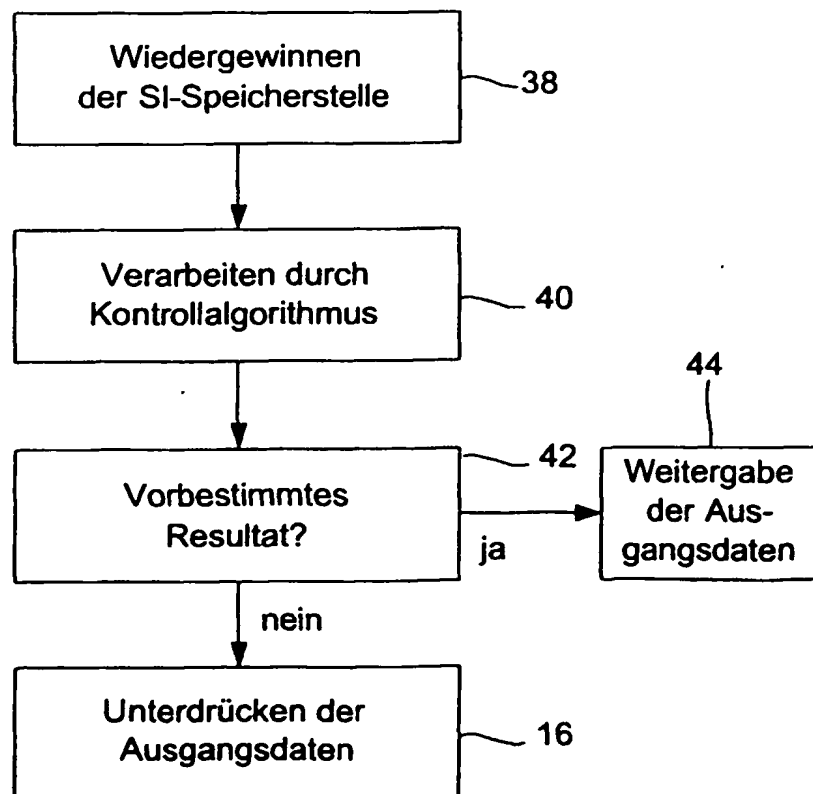 Wiedergewinnen
der SI-Speicherstelle
38
Verarbeiten durch
Kontrollalgorithmus
40
44
42
Vorbestimmtes
Resultat?
ja
Weitergabe
der Aus-
gangsdaten
nein
Unterdrücken der
Ausgangsdaten
16